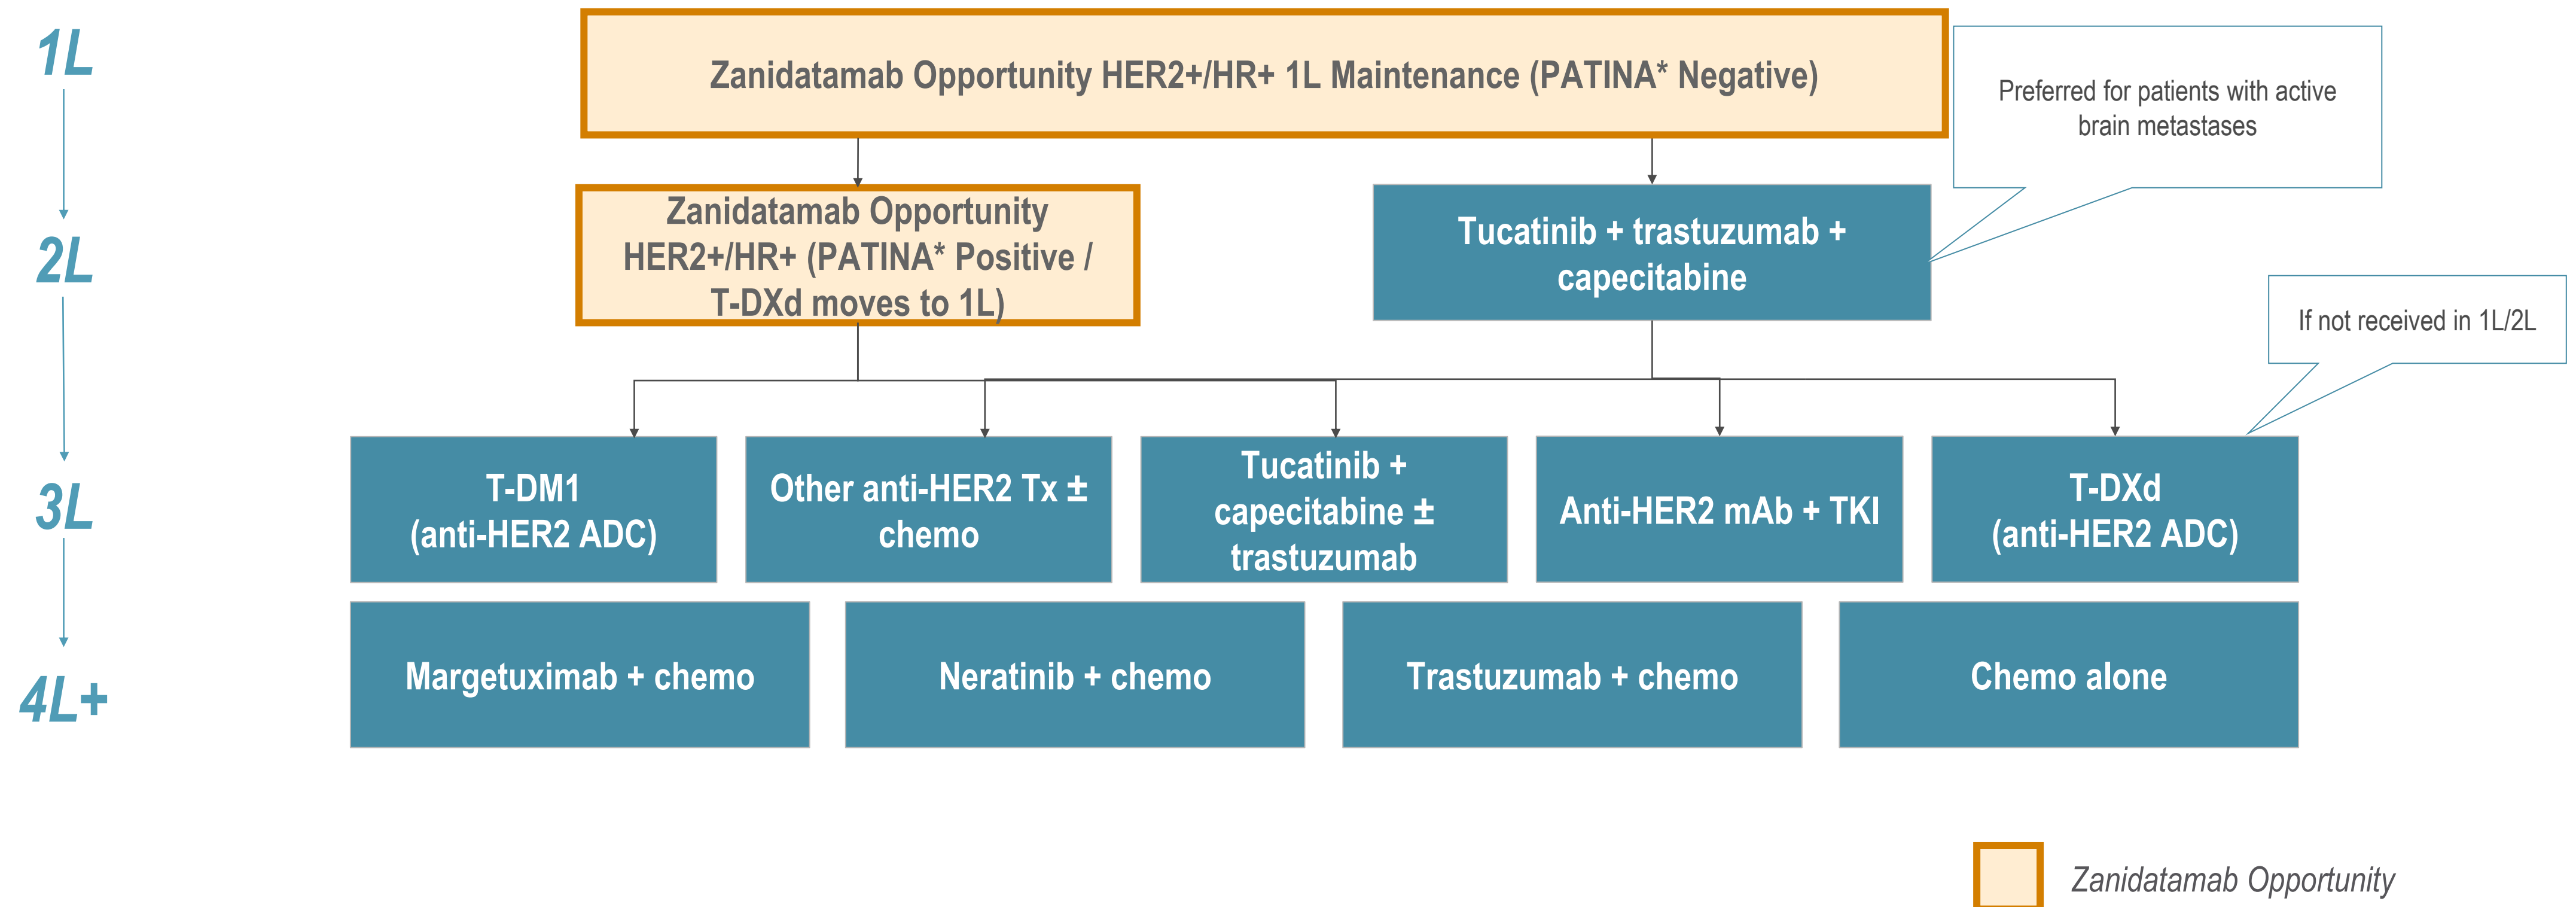 1L
Zanidatamab Opportunity HER2+/HR+ 1L Maintenance (PATINA* Negative)
Preferred for patients with active
brain metastases
2L
Zanidatamab Opportunity
HER2+/HR+ (PATINA* Positive /
T-DXd moves to 1L)
Tucatinib + trastuzumab +
capecitabine
If not received in 1L/2L
3L
T-DM1
(anti-HER2 ADC)
Other anti-HER2 Tx ±
chemo
Tucatinib +
capecitabine ±
trastuzumab
Anti-HER2 mAb + TKI
T-DXd
(anti-HER2 ADC)
4L+
Margetuximab + chemo
Neratinib + chemo
Trastuzumab + chemo
Chemo alone
Zanidatamab Opportunity